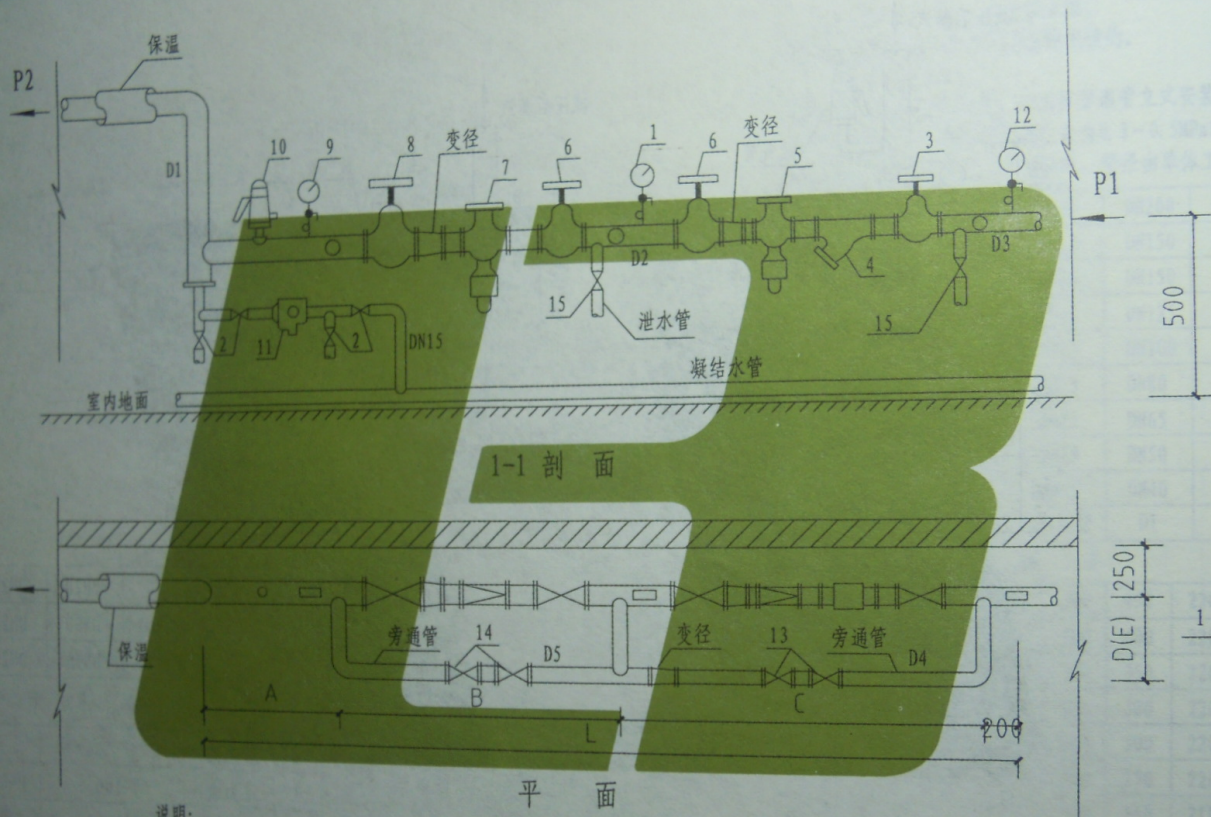 保温
P2
D1
10
9
8
变径
7
6
1
6
变径
5
3
12
P1
D2
D3
4
15
泄水管
15
500
2
11
2
DN15
凝结水管
室内地面
1-1 剖 面
250
D(E)
保温
旁通管
14
D5
变径
13
旁通管
D4
1
A
B
C
L
200
平 面
说明: